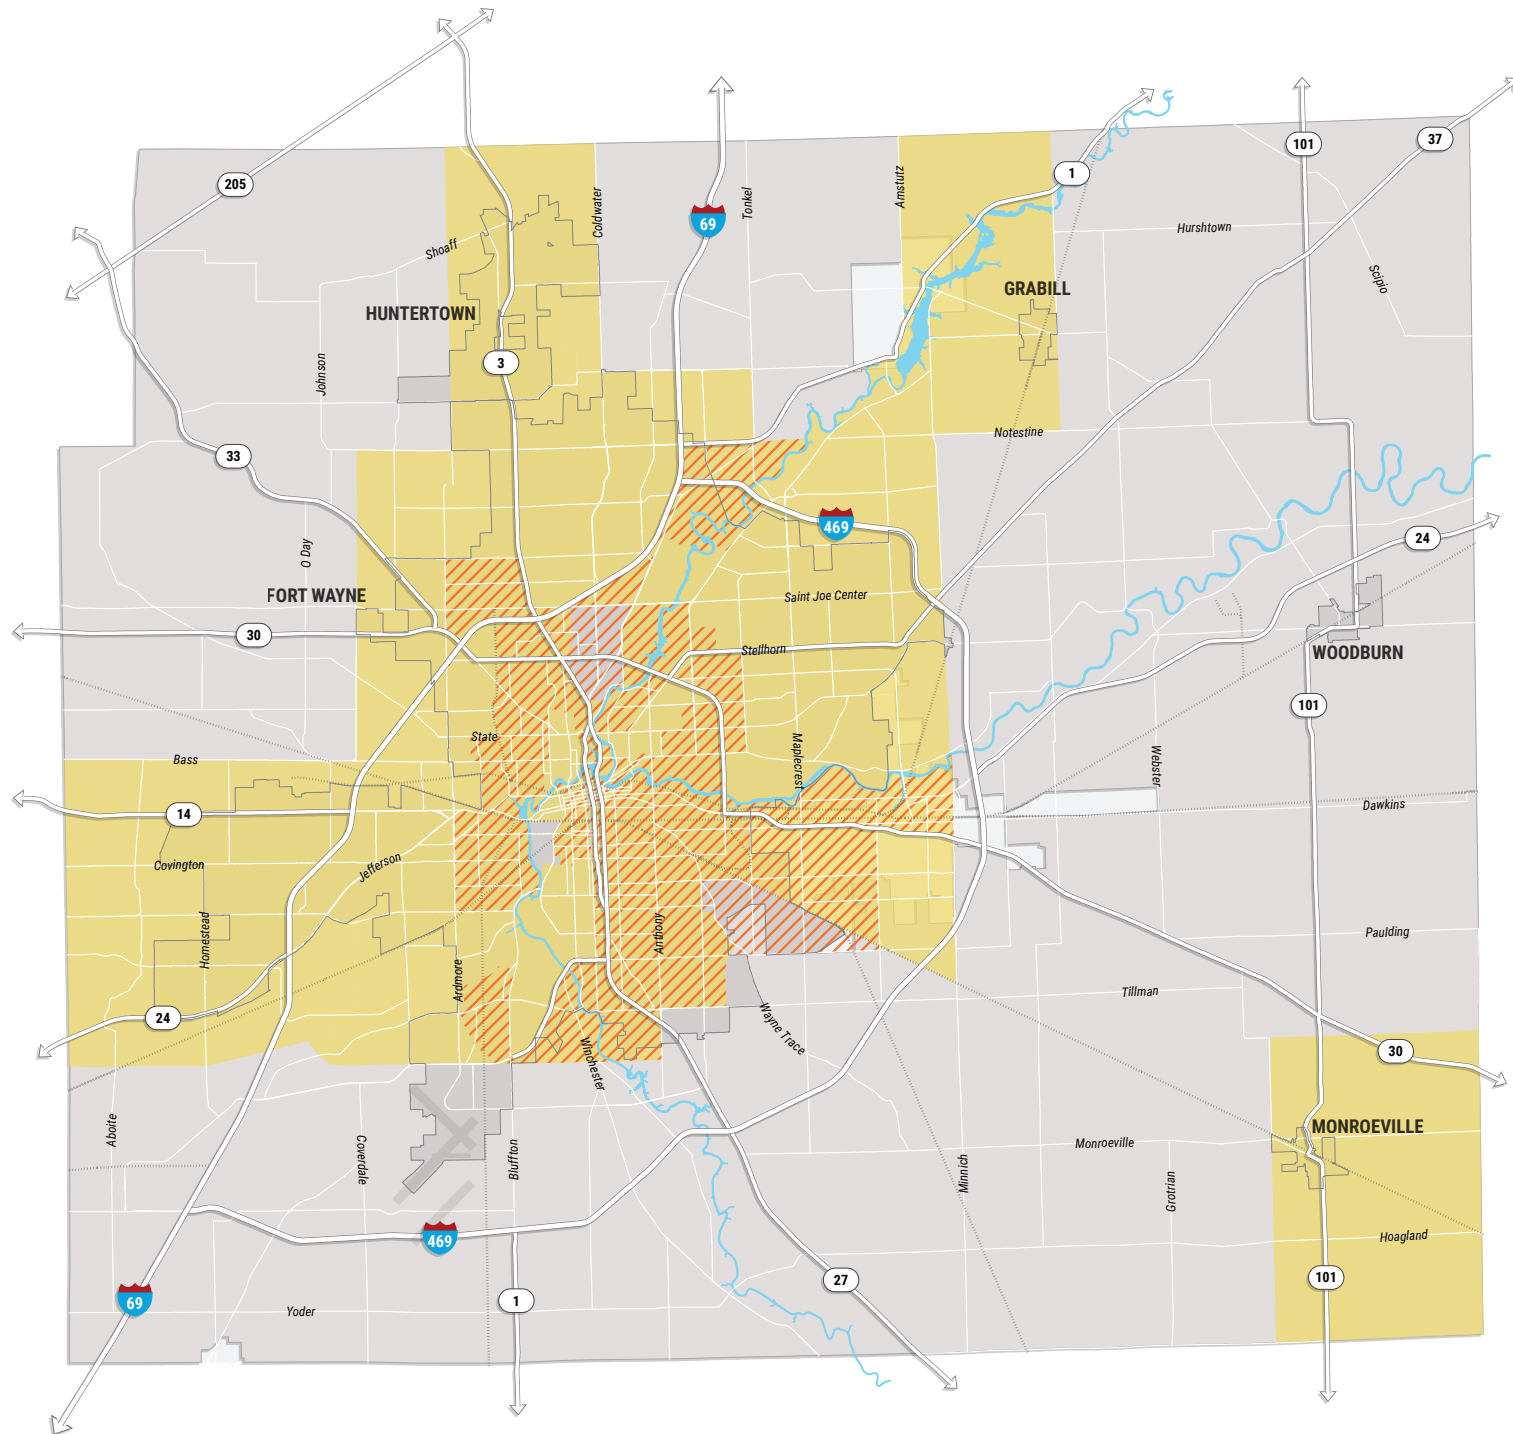 101
37
1
205
Amstutz
Tonkel
Coldwater
69
Hurshtown
Shoaff
Scipio
GRABILL
HUNTERTOWN
3
Johnson
Notestine
33
469
24
O Day
FORT WAYNE
Saint Joe Center
30
Stellhorn
WOODBURN
101
State
Bass
Maplecrest
Webster
14
Dawkins
Covington
Jefferson
Homestead
Anthony
Paulding
Ardmore
Tillman
24
Wayne Trace
30
Winchester
Aboite
MONROEVILLE
Coverdale
Bluffton
Monroeville
Minnich
Grotrian
469
Hoagland
27
101
69
1
Yoder